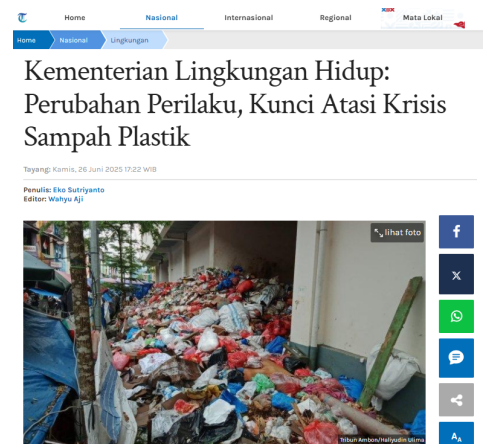 Home Nasional Internasional Regional Mata Lokal
Home Nasional Lingkungan
Kementerian Lingkungan Hidup:
Perubahan Perilaku, Kunci Atasi Krisis
Sampah Plastik
Tayang: Kamis, 26 Juni 2025 17:22 WIB
Penulis: Eko Sutriyanto
Editor: Wahyu Aji
lihat foto
Tribun Ambon/Haliyudin Ulima
A A